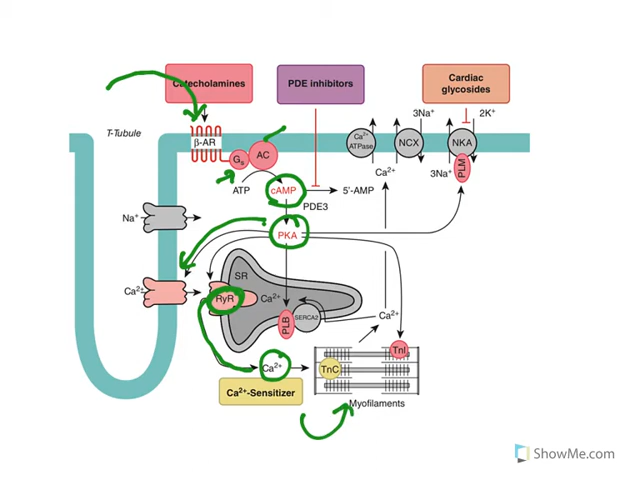 Catecholamines
PDE inhibitors
Cardiac
glycosides
T-Tubule
β-AR
Gs
AC
Ca²⁺
ATPase
3Na⁺
NCX
2K⁺
NKA
3Na⁺
PLM
ATP
cAMP
5'-AMP
PDE3
Ca²⁺
Na⁺
PKA
SR
Ca²⁺
RyR
Ca²⁺
PLB
SERCA2
Ca²⁺
Ca²⁺
TnI
TnC
Ca²⁺-Sensitizer
Myofilaments
ShowMe.com